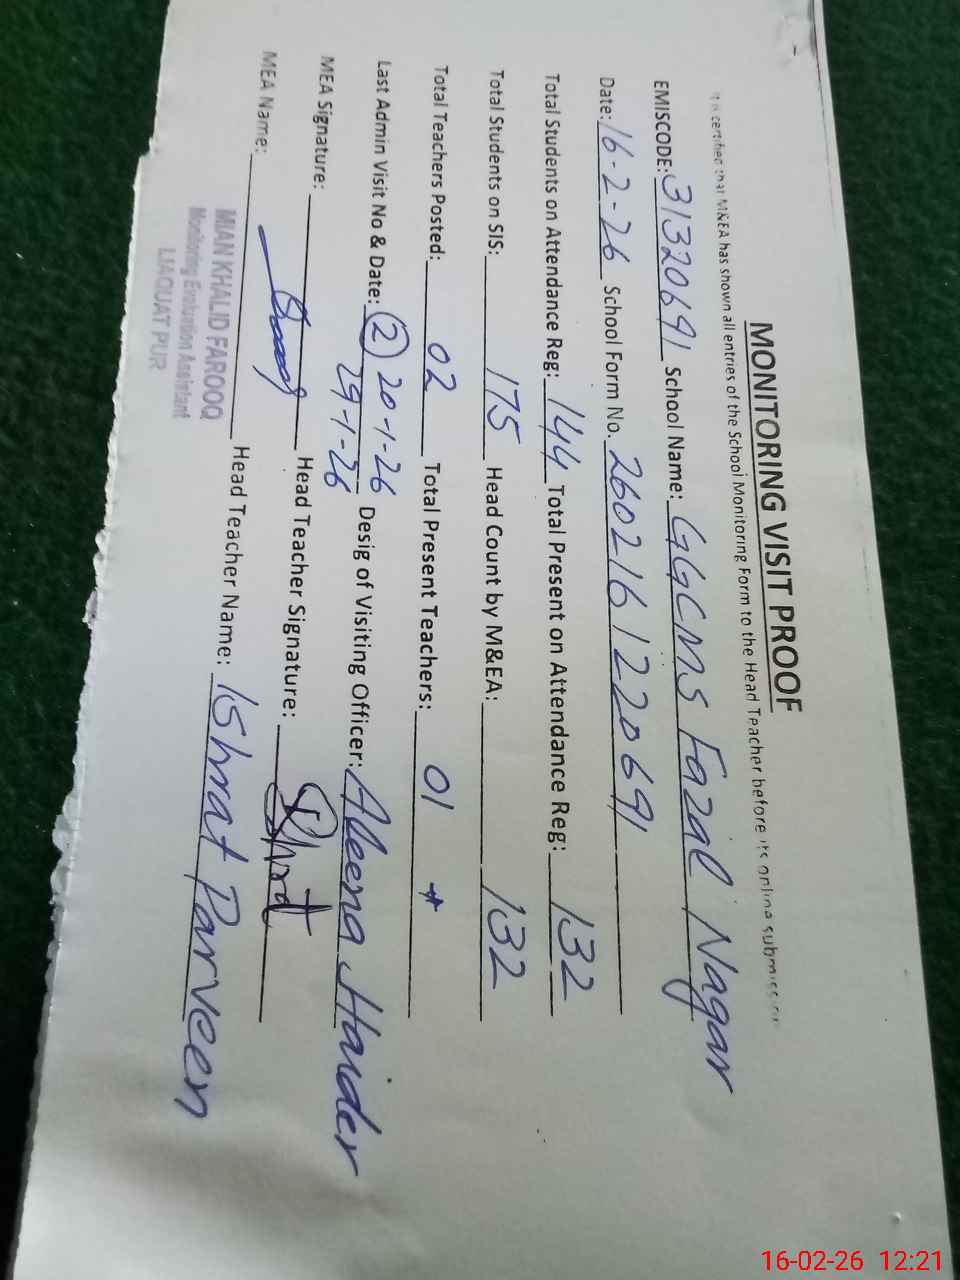 MONITORING VISIT PROOF
It is certified that M&EA has shown all entries of the School Monitoring Form to the Head Teacher before its online submission
EMISCODE: 31320691 School Name: GGCMS Fazal Nagar
Date: 16-2-26 School Form No. 2602161220691
Total Students on Attendance Reg: 144 Total Present on Attendance Reg: 132
Total Students on SIS: 175 Head Count by M&EA: 132
Total Teachers Posted: 02 Total Present Teachers: 01
Last Admin Visit No & Date: 2 20-1-26 Desig of Visiting Officer: Aleena Haider
29-1-26
MEA Signature: Head Teacher Signature: Ishrat
MEA Name: Head Teacher Name: Ishrat Parveen
MIAN KHALID FAROOQ
Monitoring Evaluation Assistant
LIAQUAT PUR
16-02-26 12:21